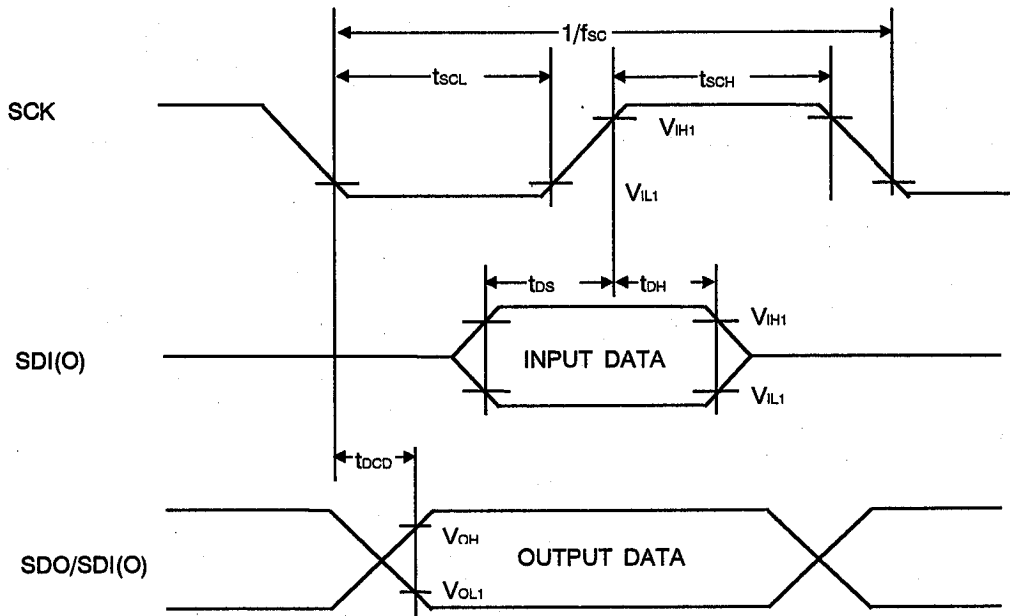 1/fSC
tSCL
tSCH
SCK
VIH1
VIL1
tDS
tDH
VIH1
SDI(O)
INPUT DATA
VIL1
tDCD
VOH
OUTPUT DATA
SDO/SDI(O)
VOL1